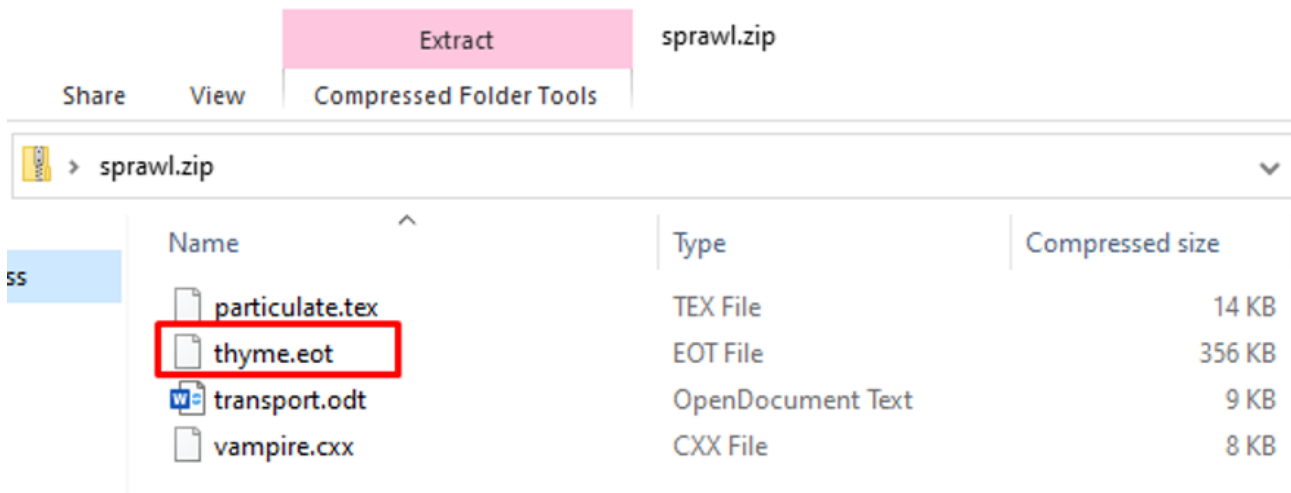 Extract sprawl.zip
Share View Compressed Folder Tools
sprawl.zip
Name Type Compressed size
ss
particulate.tex TEX File 14 KB
thyme.eot EOT File 356 KB
transport.odt OpenDocument Text 9 KB
vampire.cxx CXX File 8 KB